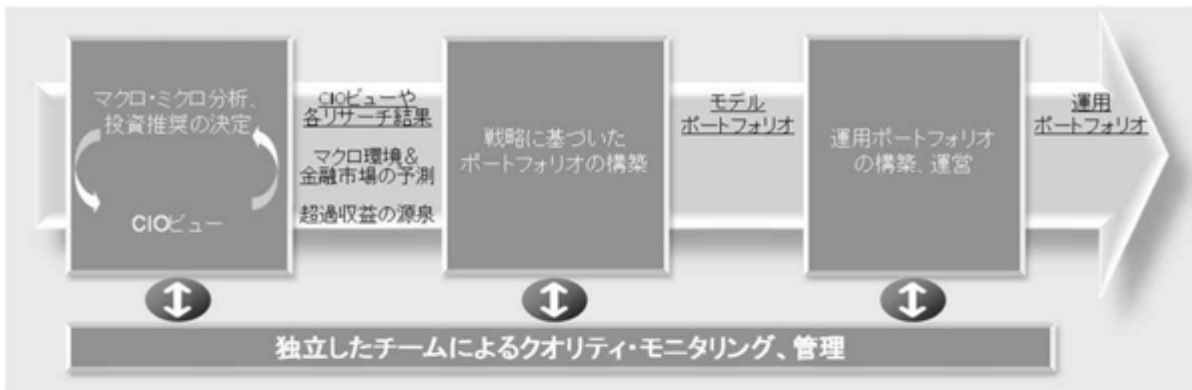 マクロ・ミクロ分析、
投資推奨の決定
CIOビュー
CIOビューや
各リサーチ結果
マクロ環境&
金融市場の予測
超過収益の源泉
戦略に基づいた
ポートフォリオの構築
モデル
ポートフォリオ
運用ポートフォリオ
の構築、運営
運用
ポートフォリオ
独立したチームによるクオリティ・モニタリング、管理